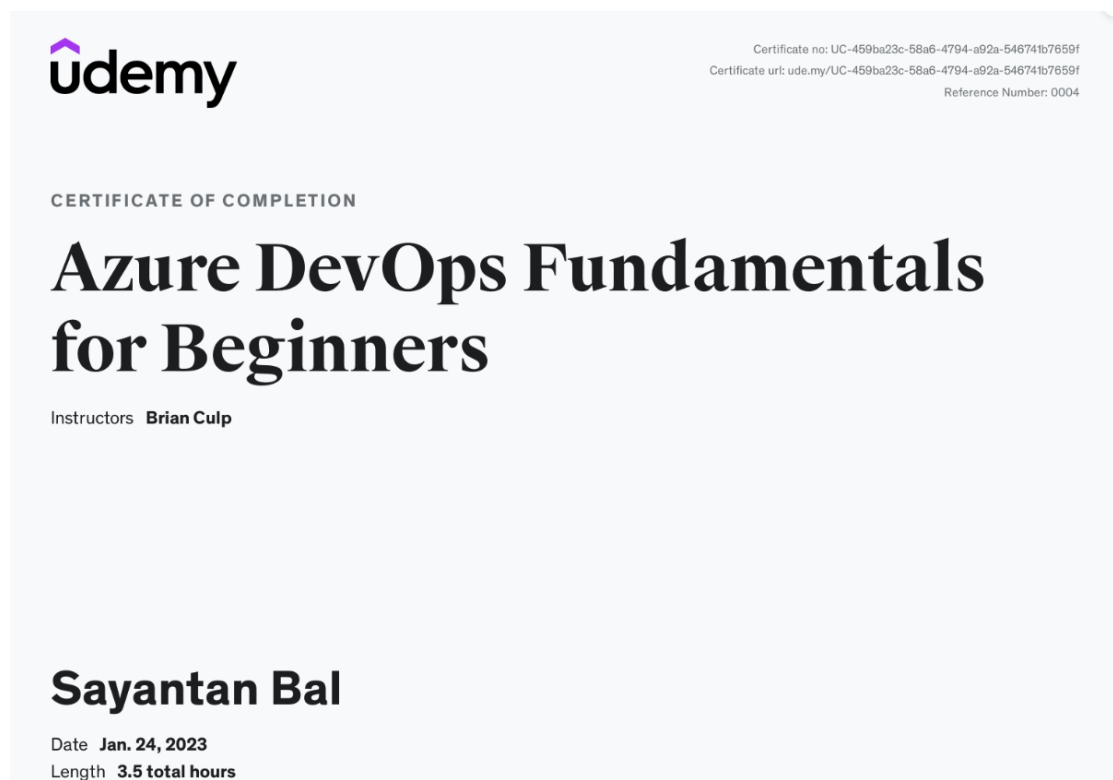 udemy
Certificate no: UC-459ba23c-58a6-4794-a92a-546741b7659f
Certificate url: ude.my/UC-459ba23c-58a6-4794-a92a-546741b7659f
Reference Number: 0004
CERTIFICATE OF COMPLETION
Azure DevOps Fundamentals
for Beginners
Instructors Brian Culp
Sayantan Bal
Date Jan. 24, 2023
Length 3.5 total hours